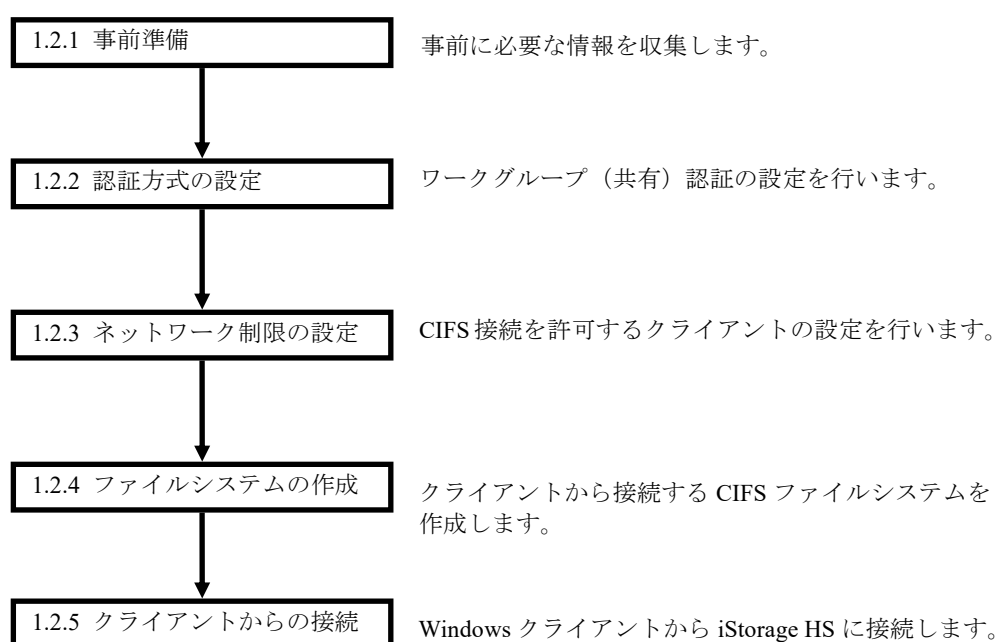 1.2.1 事前準備
事前に必要な情報を収集します。
1.2.2 認証方式の設定
ワークグループ（共有）認証の設定を行います。
1.2.3 ネットワーク制限の設定
CIFS 接続を許可するクライアントの設定を行います。
1.2.4 ファイルシステムの作成
クライアントから接続する CIFS ファイルシステムを
作成します。
1.2.5 クライアントからの接続
Windows クライアントから iStorage HS に接続します。